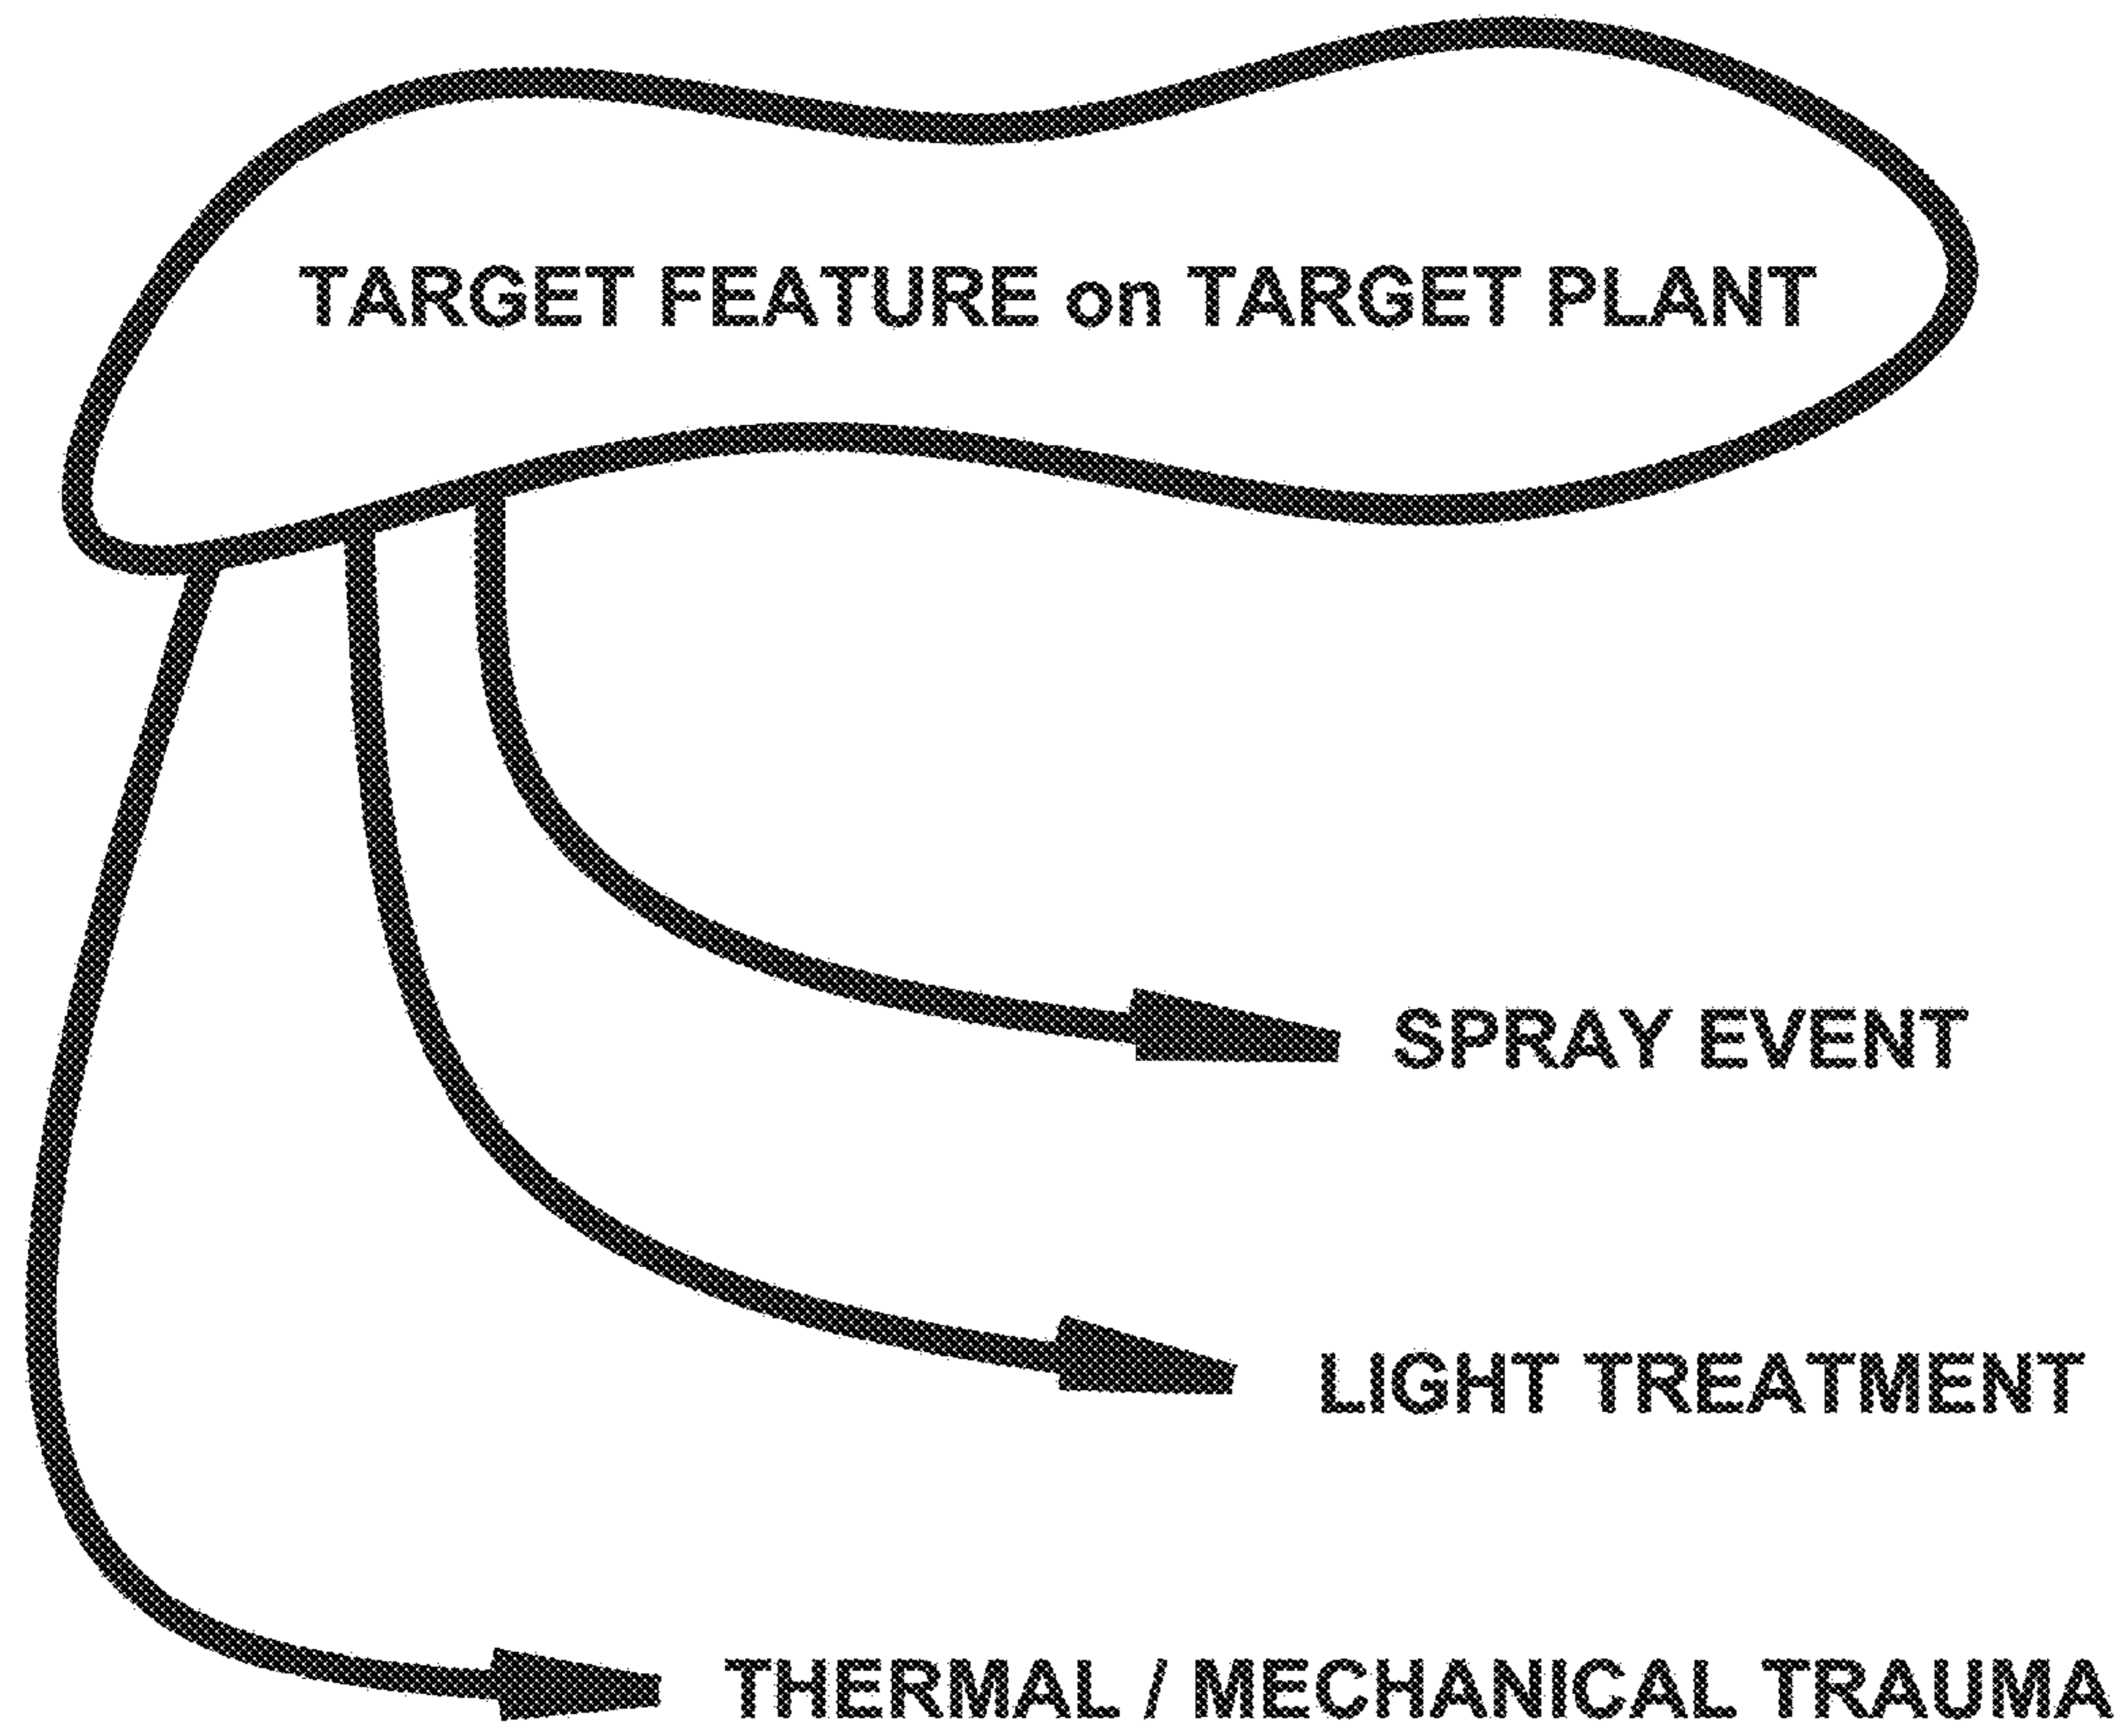 TARGET FEATURE on TARGET PLANT
SPRAY EVENT
LIGHT TREATMENT
THERMAL / MECHANICAL TRAUMA